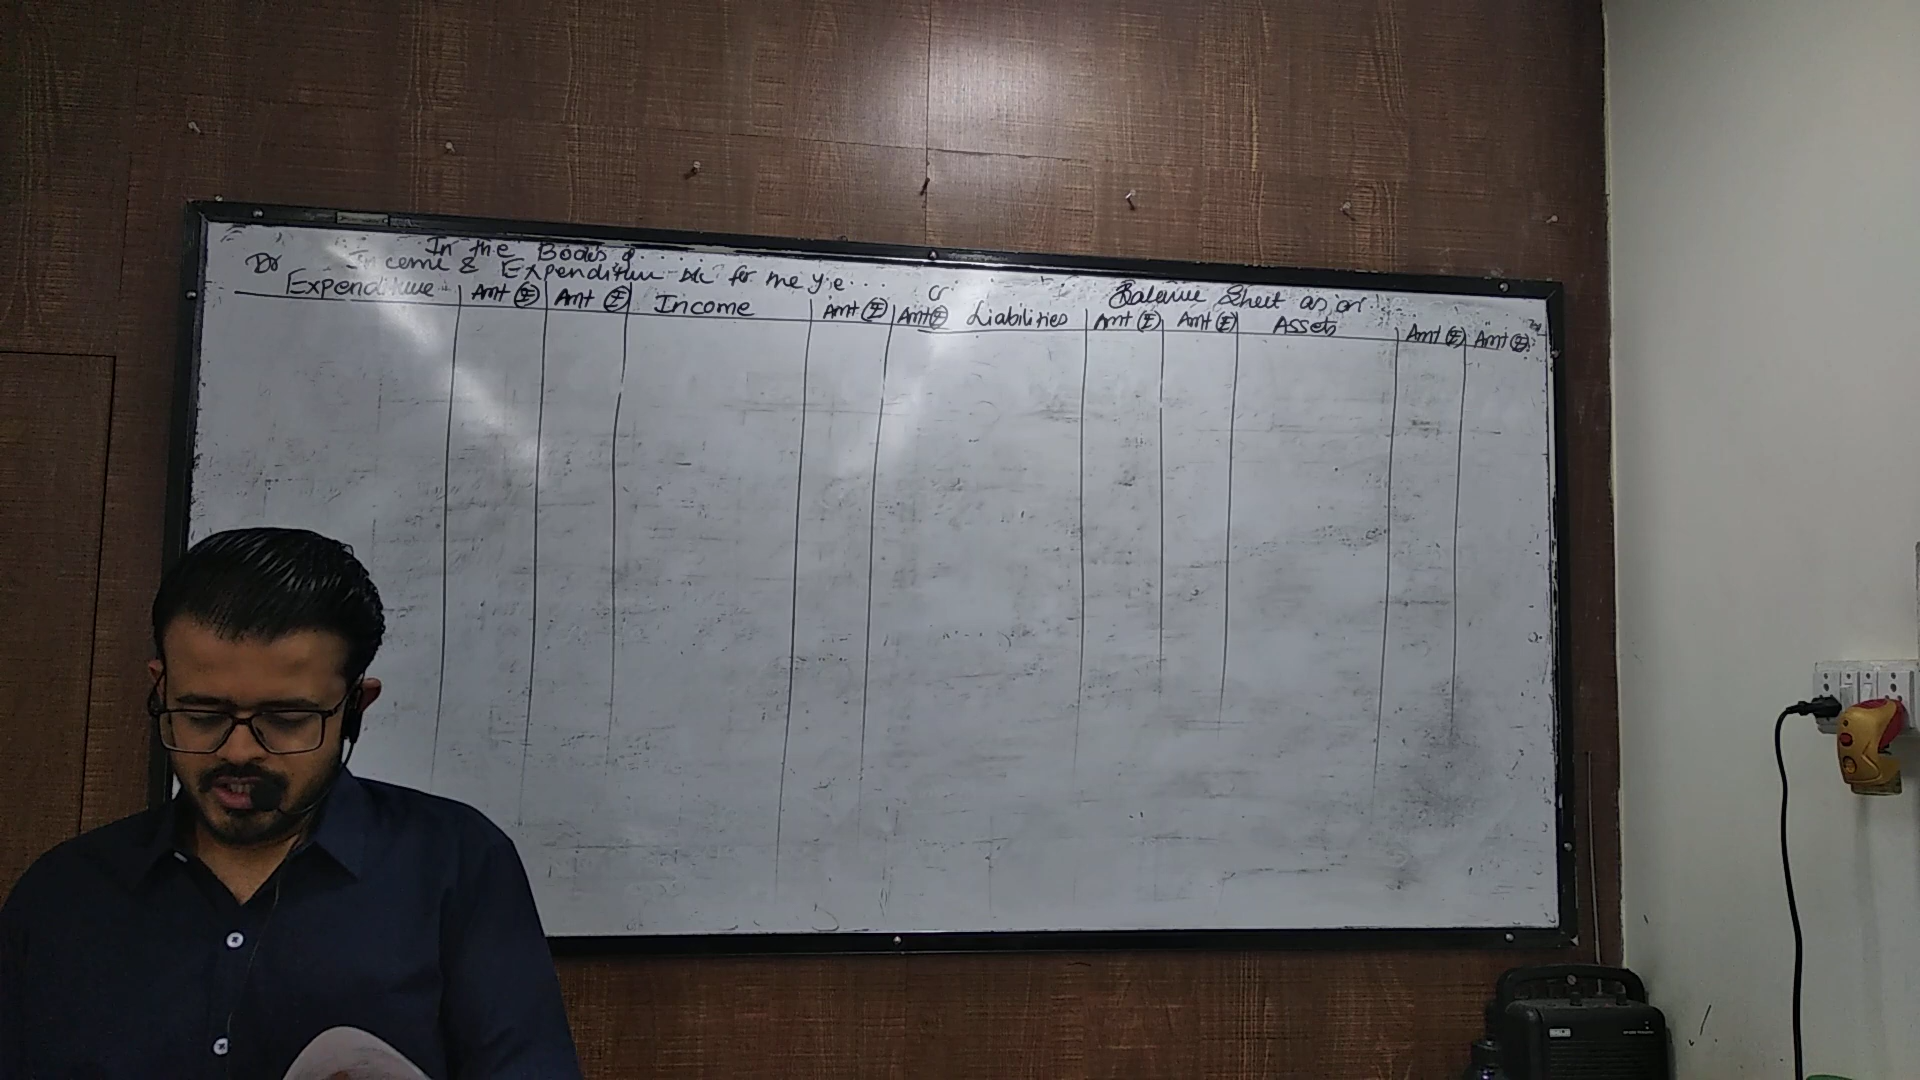 In the Books of .....
Dr Income & Expenditure A/c for the y.e... Cr
Expenditure Amt (₹) Amt (₹) Income Amt (₹) Amt (₹)
Balance Sheet as on ...
Liabilities Amt (₹) Amt (₹) Assets Amt (₹) Amt (₹)